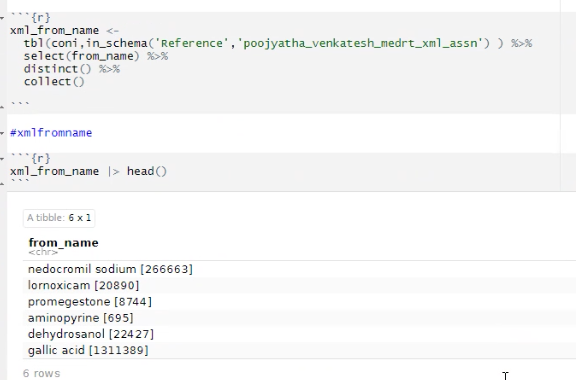 ```{r}
xml_from_name <-
tbl(coni,in_schema('Reference','poojyatha_venkatesh_medrt_xml_assn') ) %>%
select(from_name) %>%
distinct() %>%
collect()
```
#xmlfromname
```{r}
xml_from_name |> head()
```
A tibble: 6 x 1
from_name
<chr>
nedocromil sodium [266663]
lornoxicam [20890]
promegestone [8744]
aminopyrine [695]
dehydrosanol [22427]
gallic acid [1311389]
6 rows